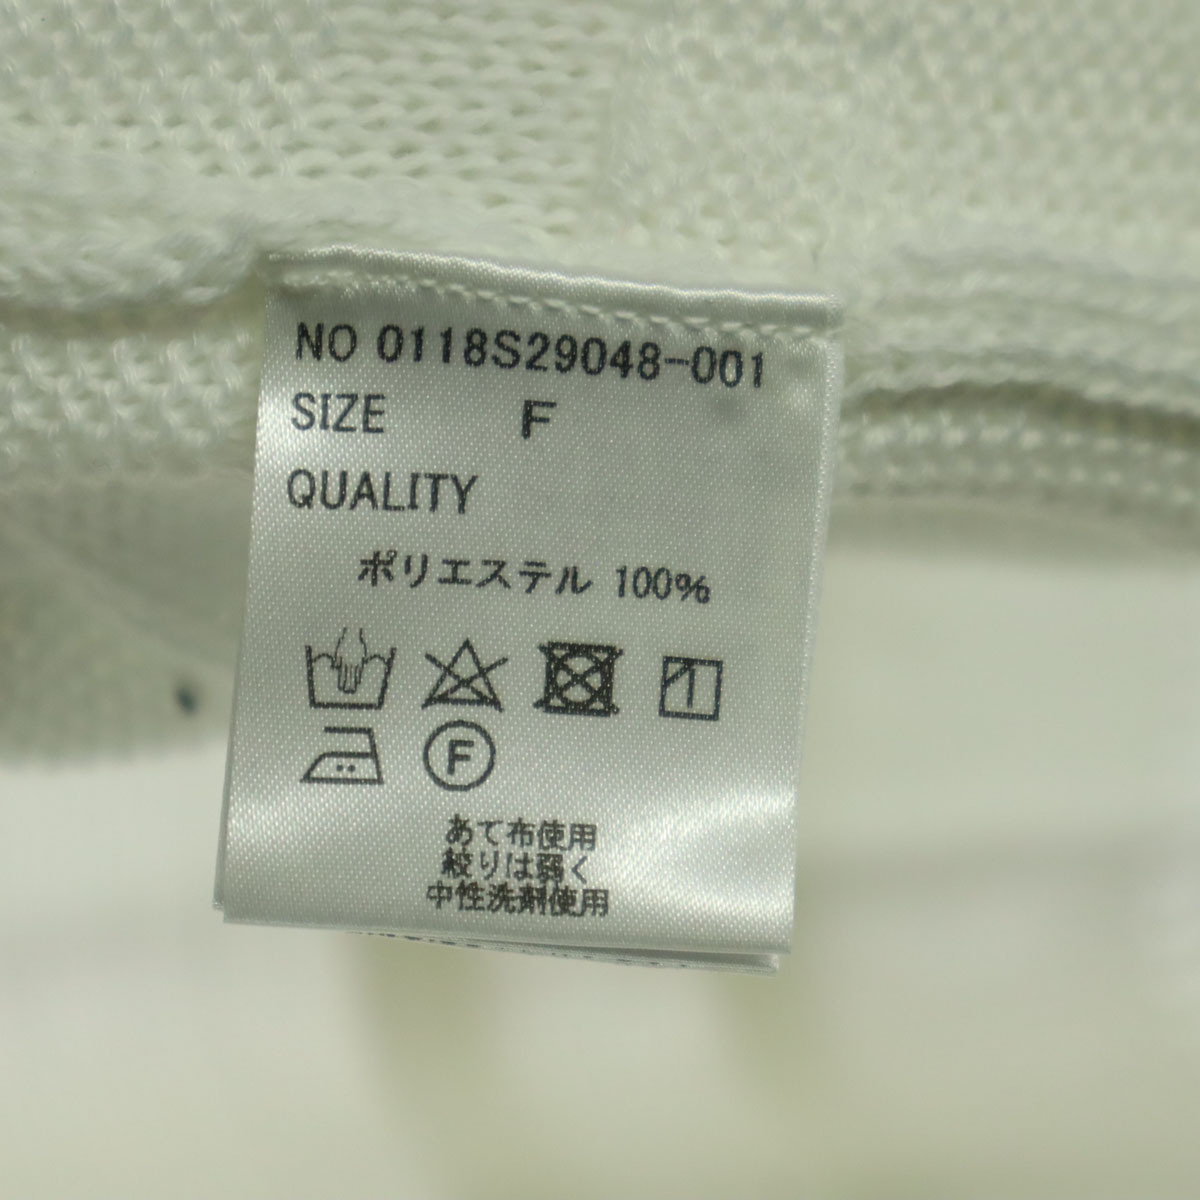 NO 0118S29048-001
SIZE F
QUALITY
ポリエステル 100%
F
あて布使用
絞りは弱く
中性洗剤使用